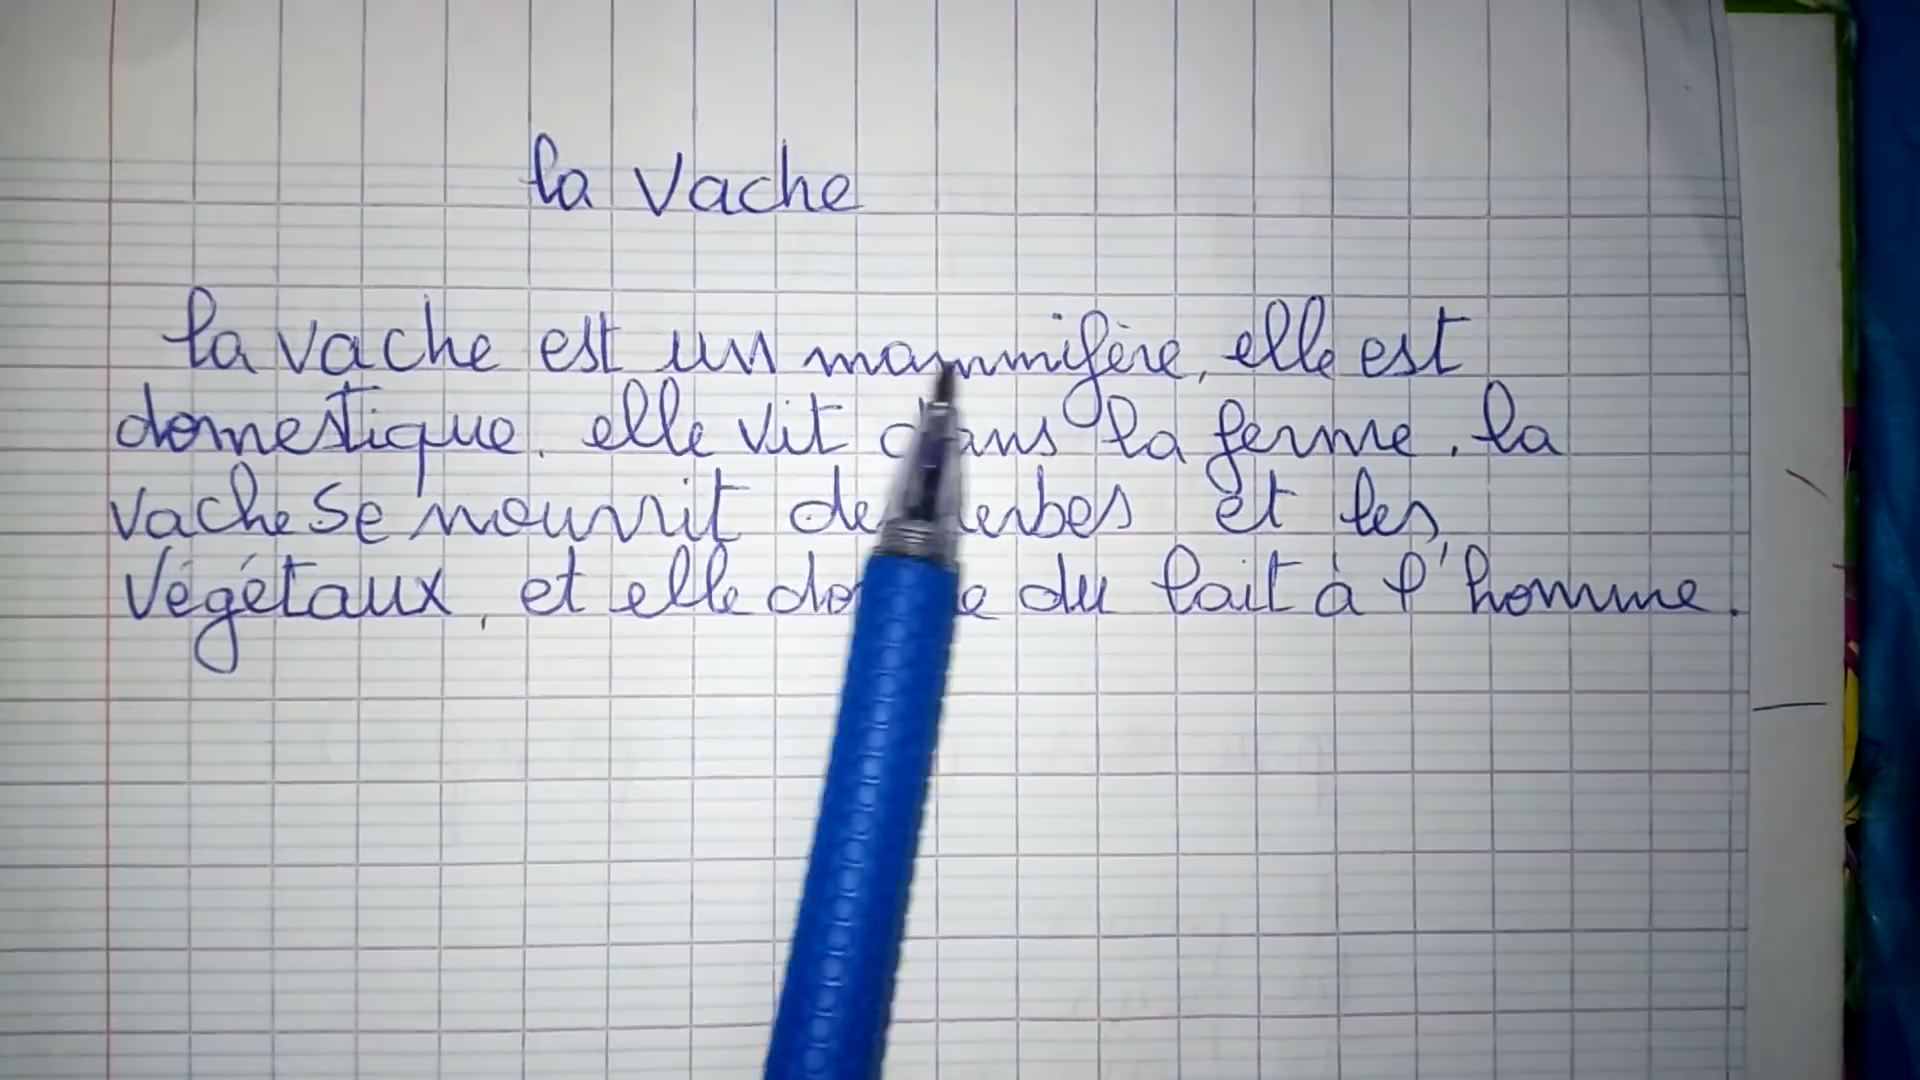 la vache
la vache est un mammifère, elle est
domestique. elle vit dans la ferme. la
vache se nourrit et les
végétaux, et elle du lait à l'homme.